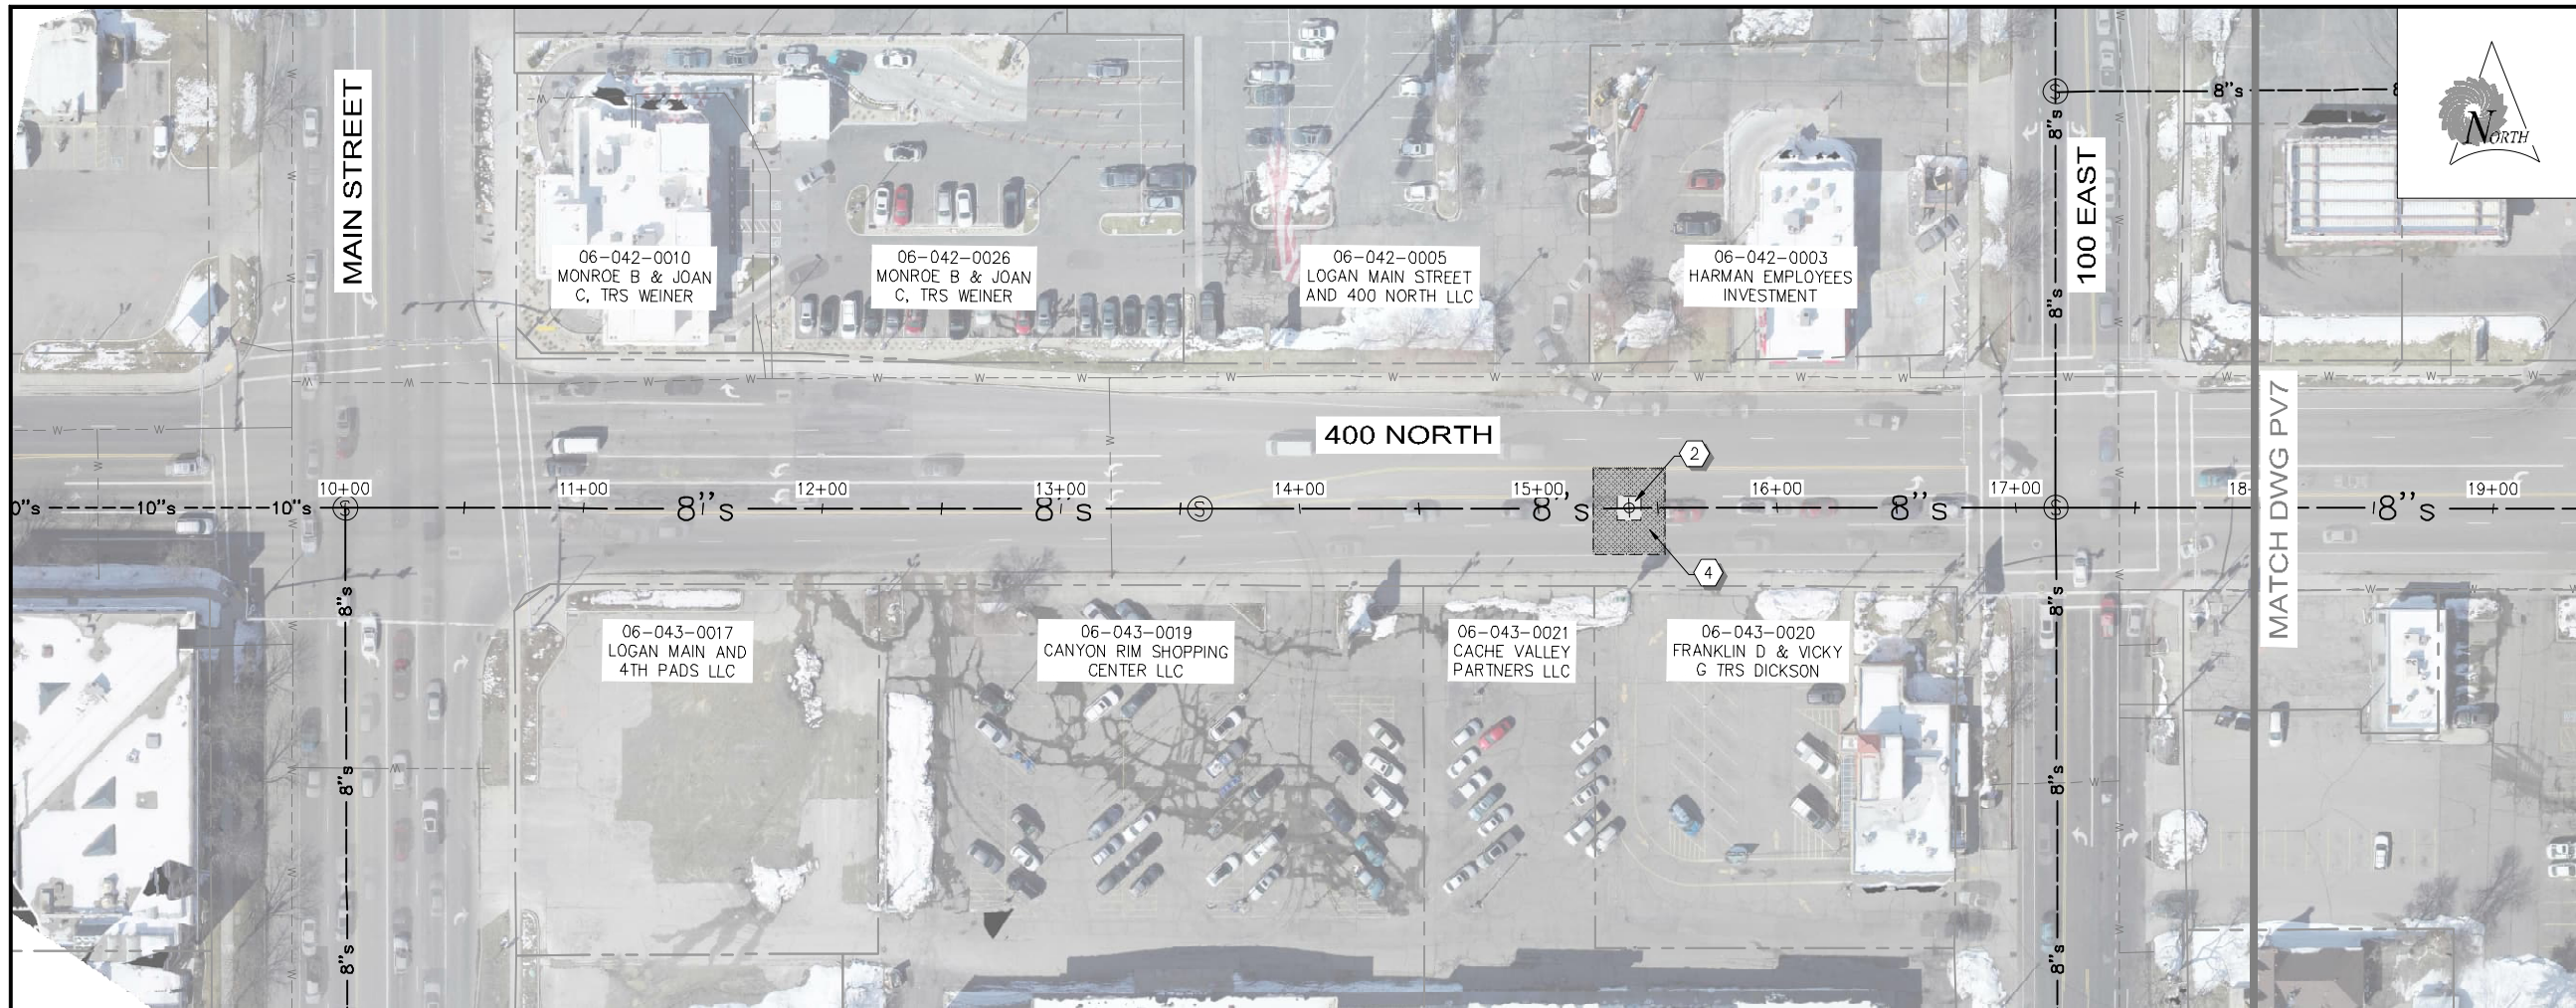 MAIN STREET
100 EAST
NORTH
8"s
8
8"s
8"s
06-042-0010
MONROE B & JOAN
C, TRS WEINER
06-042-0026
MONROE B & JOAN
C, TRS WEINER
06-042-0005
LOGAN MAIN STREET
AND 400 NORTH LLC
06-042-0003
HARMAN EMPLOYEES
INVESTMENT
W W W W W W W W W W W W W W W W W W
400 NORTH
2
10+00
11+00
12+00
13+00
14+00
15+00
16+00
17+00
18
19+00
0"s
10"s
10"s
S
8''S
8''S
S
8''S
8''S
S
8''S
MATCH DWG PV7
4
8"s
8"s
06-043-0017
LOGAN MAIN AND
4TH PADS LLC
06-043-0019
CANYON RIM SHOPPING
CENTER LLC
06-043-0021
CACHE VALLEY
PARTNERS LLC
06-043-0020
FRANKLIN D & VICKY
G TRS DICKSON
8"s
8"s
8"s
8"s